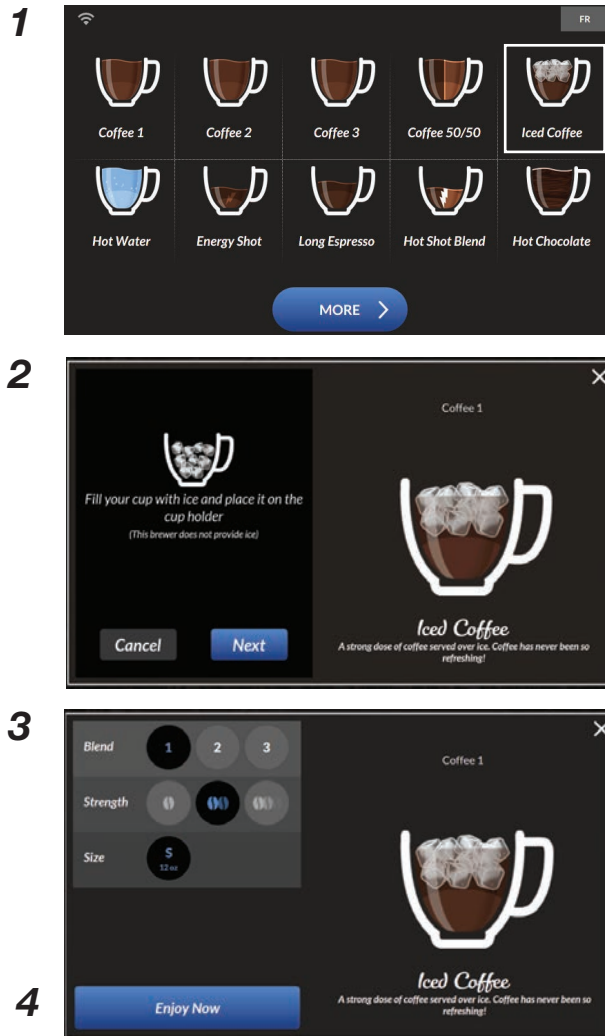 1
FR
Coffee 1
Coffee 2
Coffee 3
Coffee 50/50
Iced Coffee
Hot Water
Energy Shot
Long Espresso
Hot Shot Blend
Hot Chocolate
MORE
2
Fill your cup with ice and place it on the
cup holder
(This brewer does not provide ice)
Cancel
Next
Coffee 1
Iced Coffee
A strong dose of coffee served over ice. Coffee has never been so
refreshing!
3
Blend
1
2
3
Strength
Size
S
12 oz
Coffee 1
Iced Coffee
A strong dose of coffee served over ice. Coffee has never been so
refreshing!
4
Enjoy Now